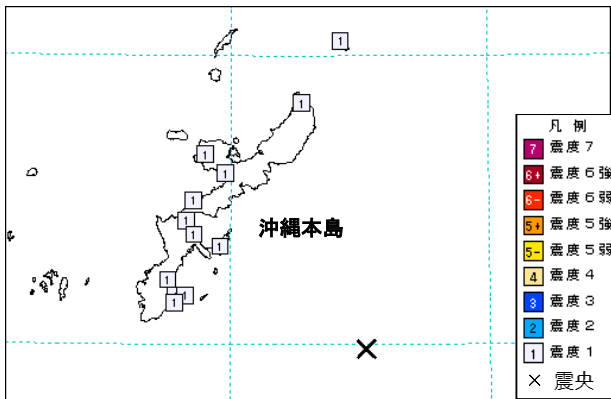 1
1
1
1
1
1
1
1
1
1
1
沖縄本島
凡 例
7 震度7
6+ 震度6強
6- 震度6弱
5+ 震度5強
5- 震度5弱
4 震度4
3 震度3
2 震度2
1 震度1
× 震央